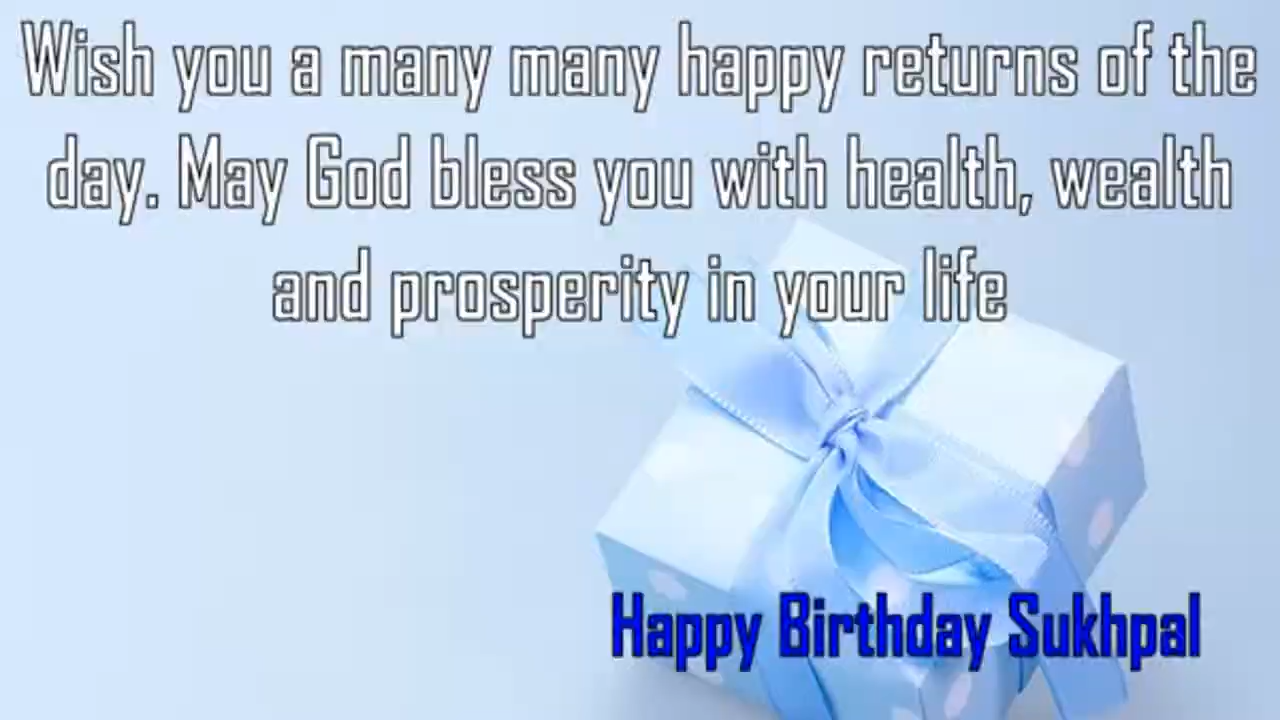 Wish you a many many happy returns of the
day. May God bless you with health, wealth
and prosperity in your life
Happy Birthday Sukhpal